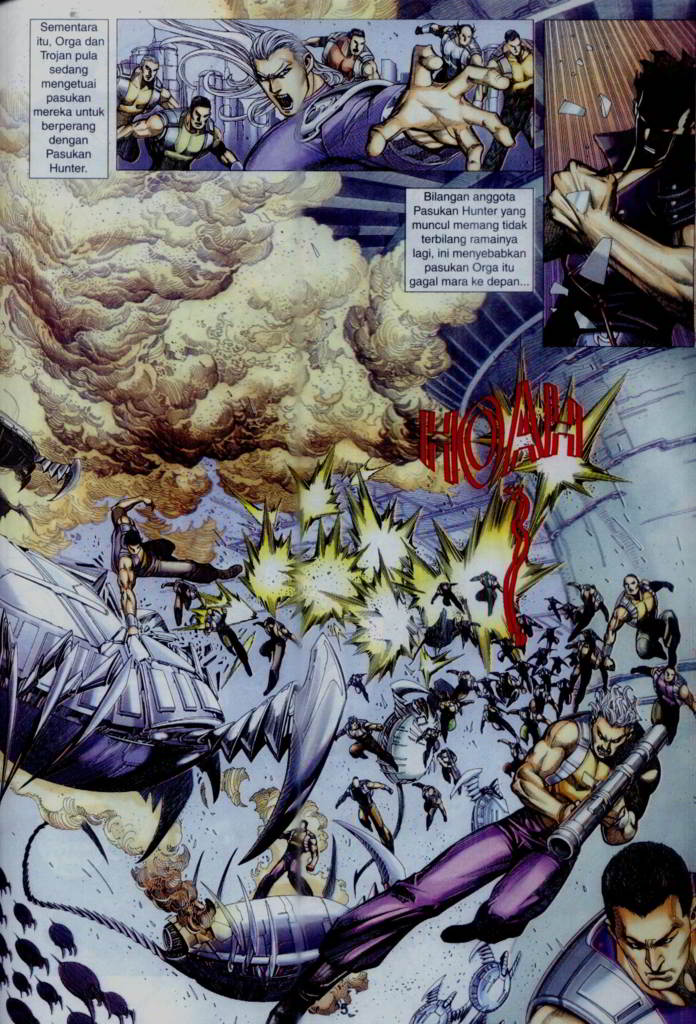 Sementara
itu, Orga dan
Trojan pula
sedang
mengetuai
pasukan
mereka untuk
berperang
dengan
Pasukan
Hunter.
Bilangan anggota
Pasukan Hunter yang
muncul memang tidak
terbilang ramainya
lagi, ini menyebabkan
pasukan Orga itu
gagal mara ke depan...
HOAH
5